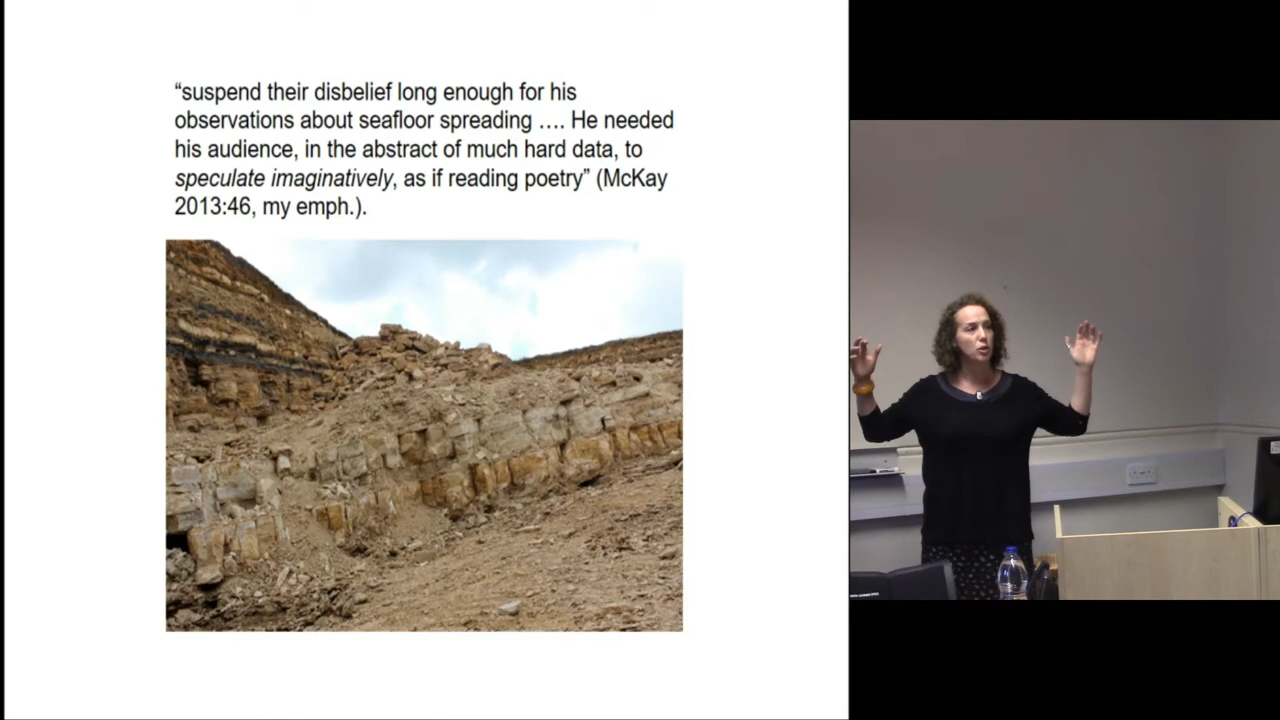 “suspend their disbelief long enough for his
observations about seafloor spreading …. He needed
his audience, in the abstract of much hard data, to
speculate imaginatively, as if reading poetry” (McKay
2013:46, my emph.).